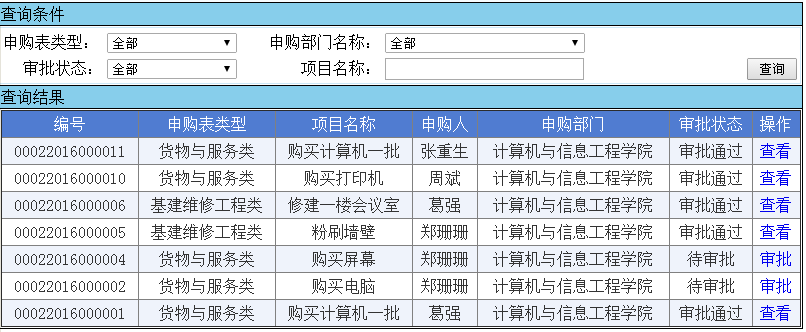 查询条件
申购表类型： 全部 申购部门名称： 全部
审批状态： 全部 项目名称： 查询
查询结果
编号 申购表类型 项目名称 申购人 申购部门 审批状态 操作
00022016000011 货物与服务类 购买计算机一批 张重生 计算机与信息工程学院 审批通过 查看
00022016000010 货物与服务类 购买打印机 周斌 计算机与信息工程学院 审批通过 查看
00022016000006 基建维修工程类 修建一楼会议室 葛强 计算机与信息工程学院 审批通过 查看
00022016000005 基建维修工程类 粉刷墙壁 郑珊珊 计算机与信息工程学院 审批通过 查看
00022016000004 货物与服务类 购买屏幕 郑珊珊 计算机与信息工程学院 待审批 审批
00022016000002 货物与服务类 购买电脑 郑珊珊 计算机与信息工程学院 待审批 审批
00022016000001 货物与服务类 购买计算机一批 葛强 计算机与信息工程学院 审批通过 查看